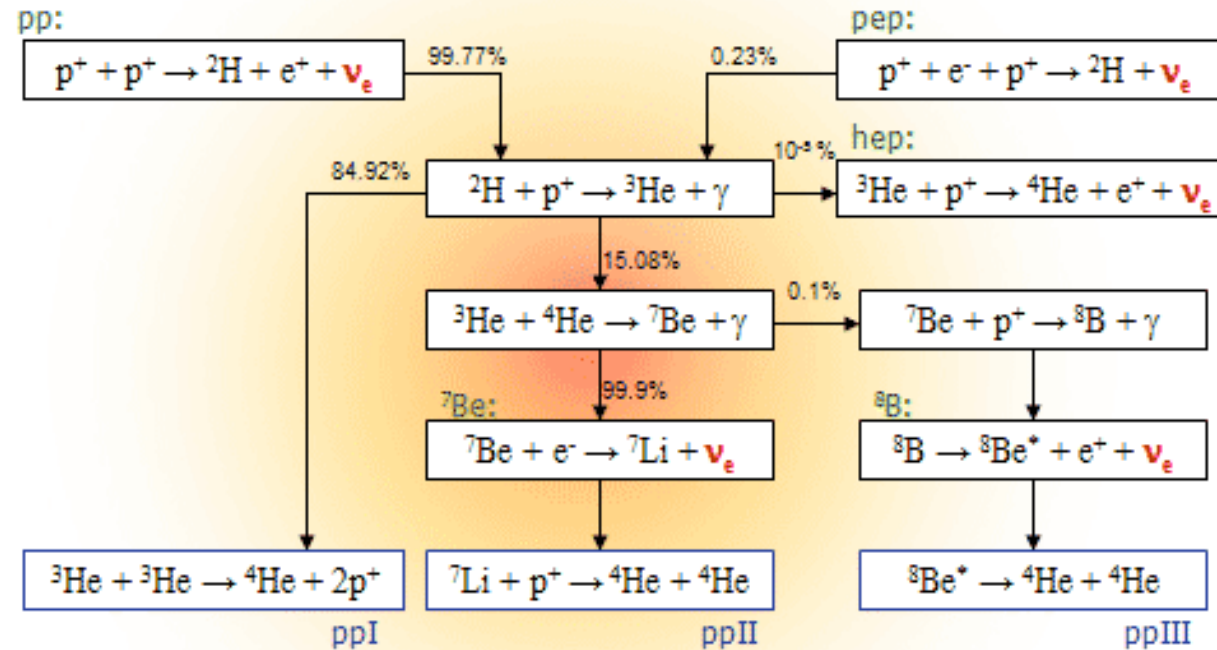 pp:
pep:
p⁺ + p⁺ → ²H + e⁺ + νₑ
99.77%
0.23%
p⁺ + e⁻ + p⁺ → ²H + νₑ
hep:
84.92%
²H + p⁺ → ³He + γ
10⁻⁵ %
³He + p⁺ → ⁴He + e⁺ + νₑ
15.08%
³He + ⁴He → ⁷Be + γ
0.1%
⁷Be + p⁺ → ⁸B + γ
99.9%
⁷Be:
⁸B:
⁷Be + e⁻ → ⁷Li + νₑ
⁸B → ⁸Be* + e⁺ + νₑ
³He + ³He → ⁴He + 2p⁺
⁷Li + p⁺ → ⁴He + ⁴He
⁸Be* → ⁴He + ⁴He
ppI
ppII
ppIII